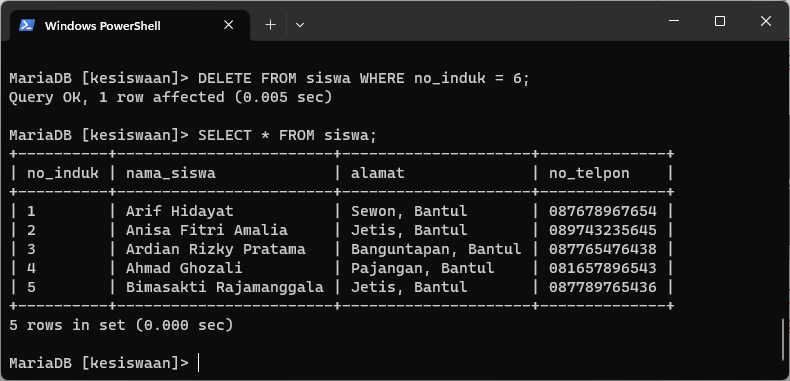 Windows PowerShell
MariaDB [kesiswaan]> DELETE FROM siswa WHERE no_induk = 6;
Query OK, 1 row affected (0.005 sec)
MariaDB [kesiswaan]> SELECT * FROM siswa;
+----------+------------------------+---------------------+--------------+
| no_induk | nama_siswa             | alamat              | no_telpon    |
+----------+------------------------+---------------------+--------------+
| 1        | Arif Hidayat           | Sewon, Bantul       | 087678967654 |
| 2        | Anisa Fitri Amalia     | Jetis, Bantul       | 089743235645 |
| 3        | Ardian Rizky Pratama   | Banguntapan, Bantul | 087765476438 |
| 4        | Ahmad Ghozali          | Pajangan, Bantul    | 081657896543 |
| 5        | Bimasakti Rajamanggala | Jetis, Bantul       | 087789765436 |
+----------+------------------------+---------------------+--------------+
5 rows in set (0.000 sec)
MariaDB [kesiswaan]>